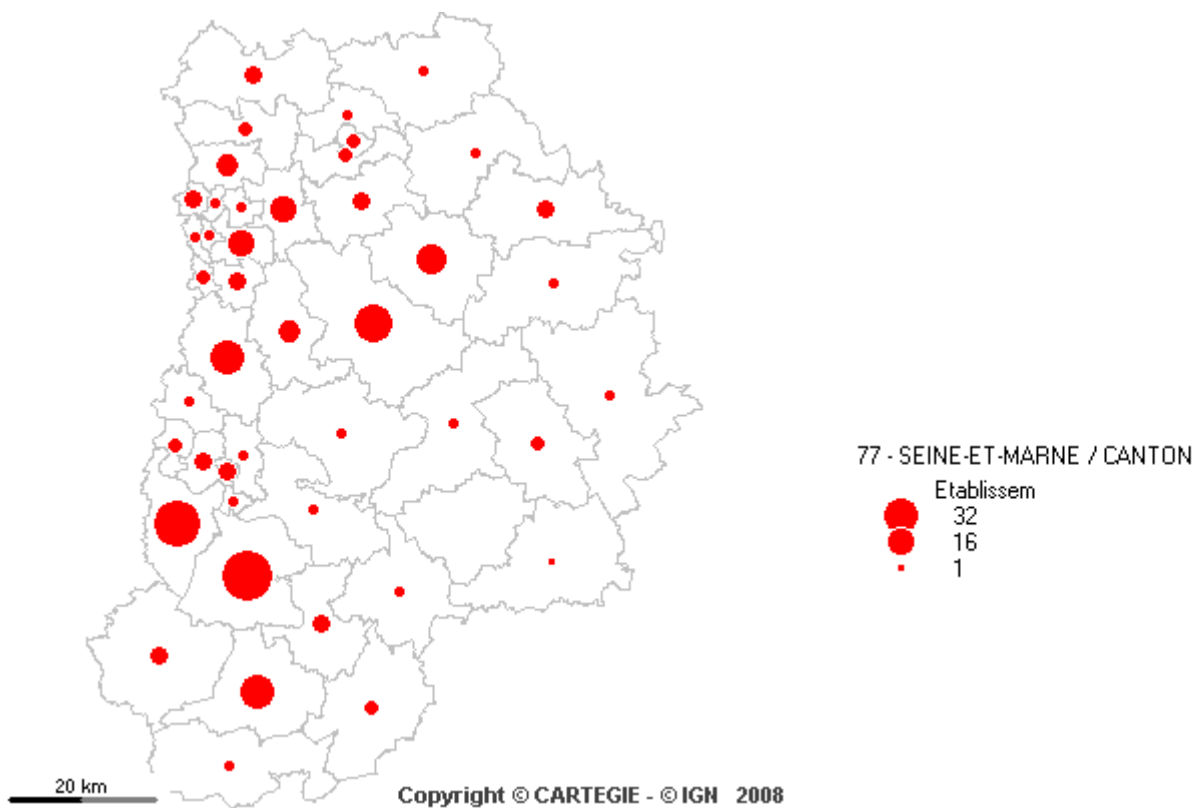 77 - SEINE-ET-MARNE / CANTON
Etablissem
32
16
1
20 km
Copyright © CARTEGIE - © IGN 2008